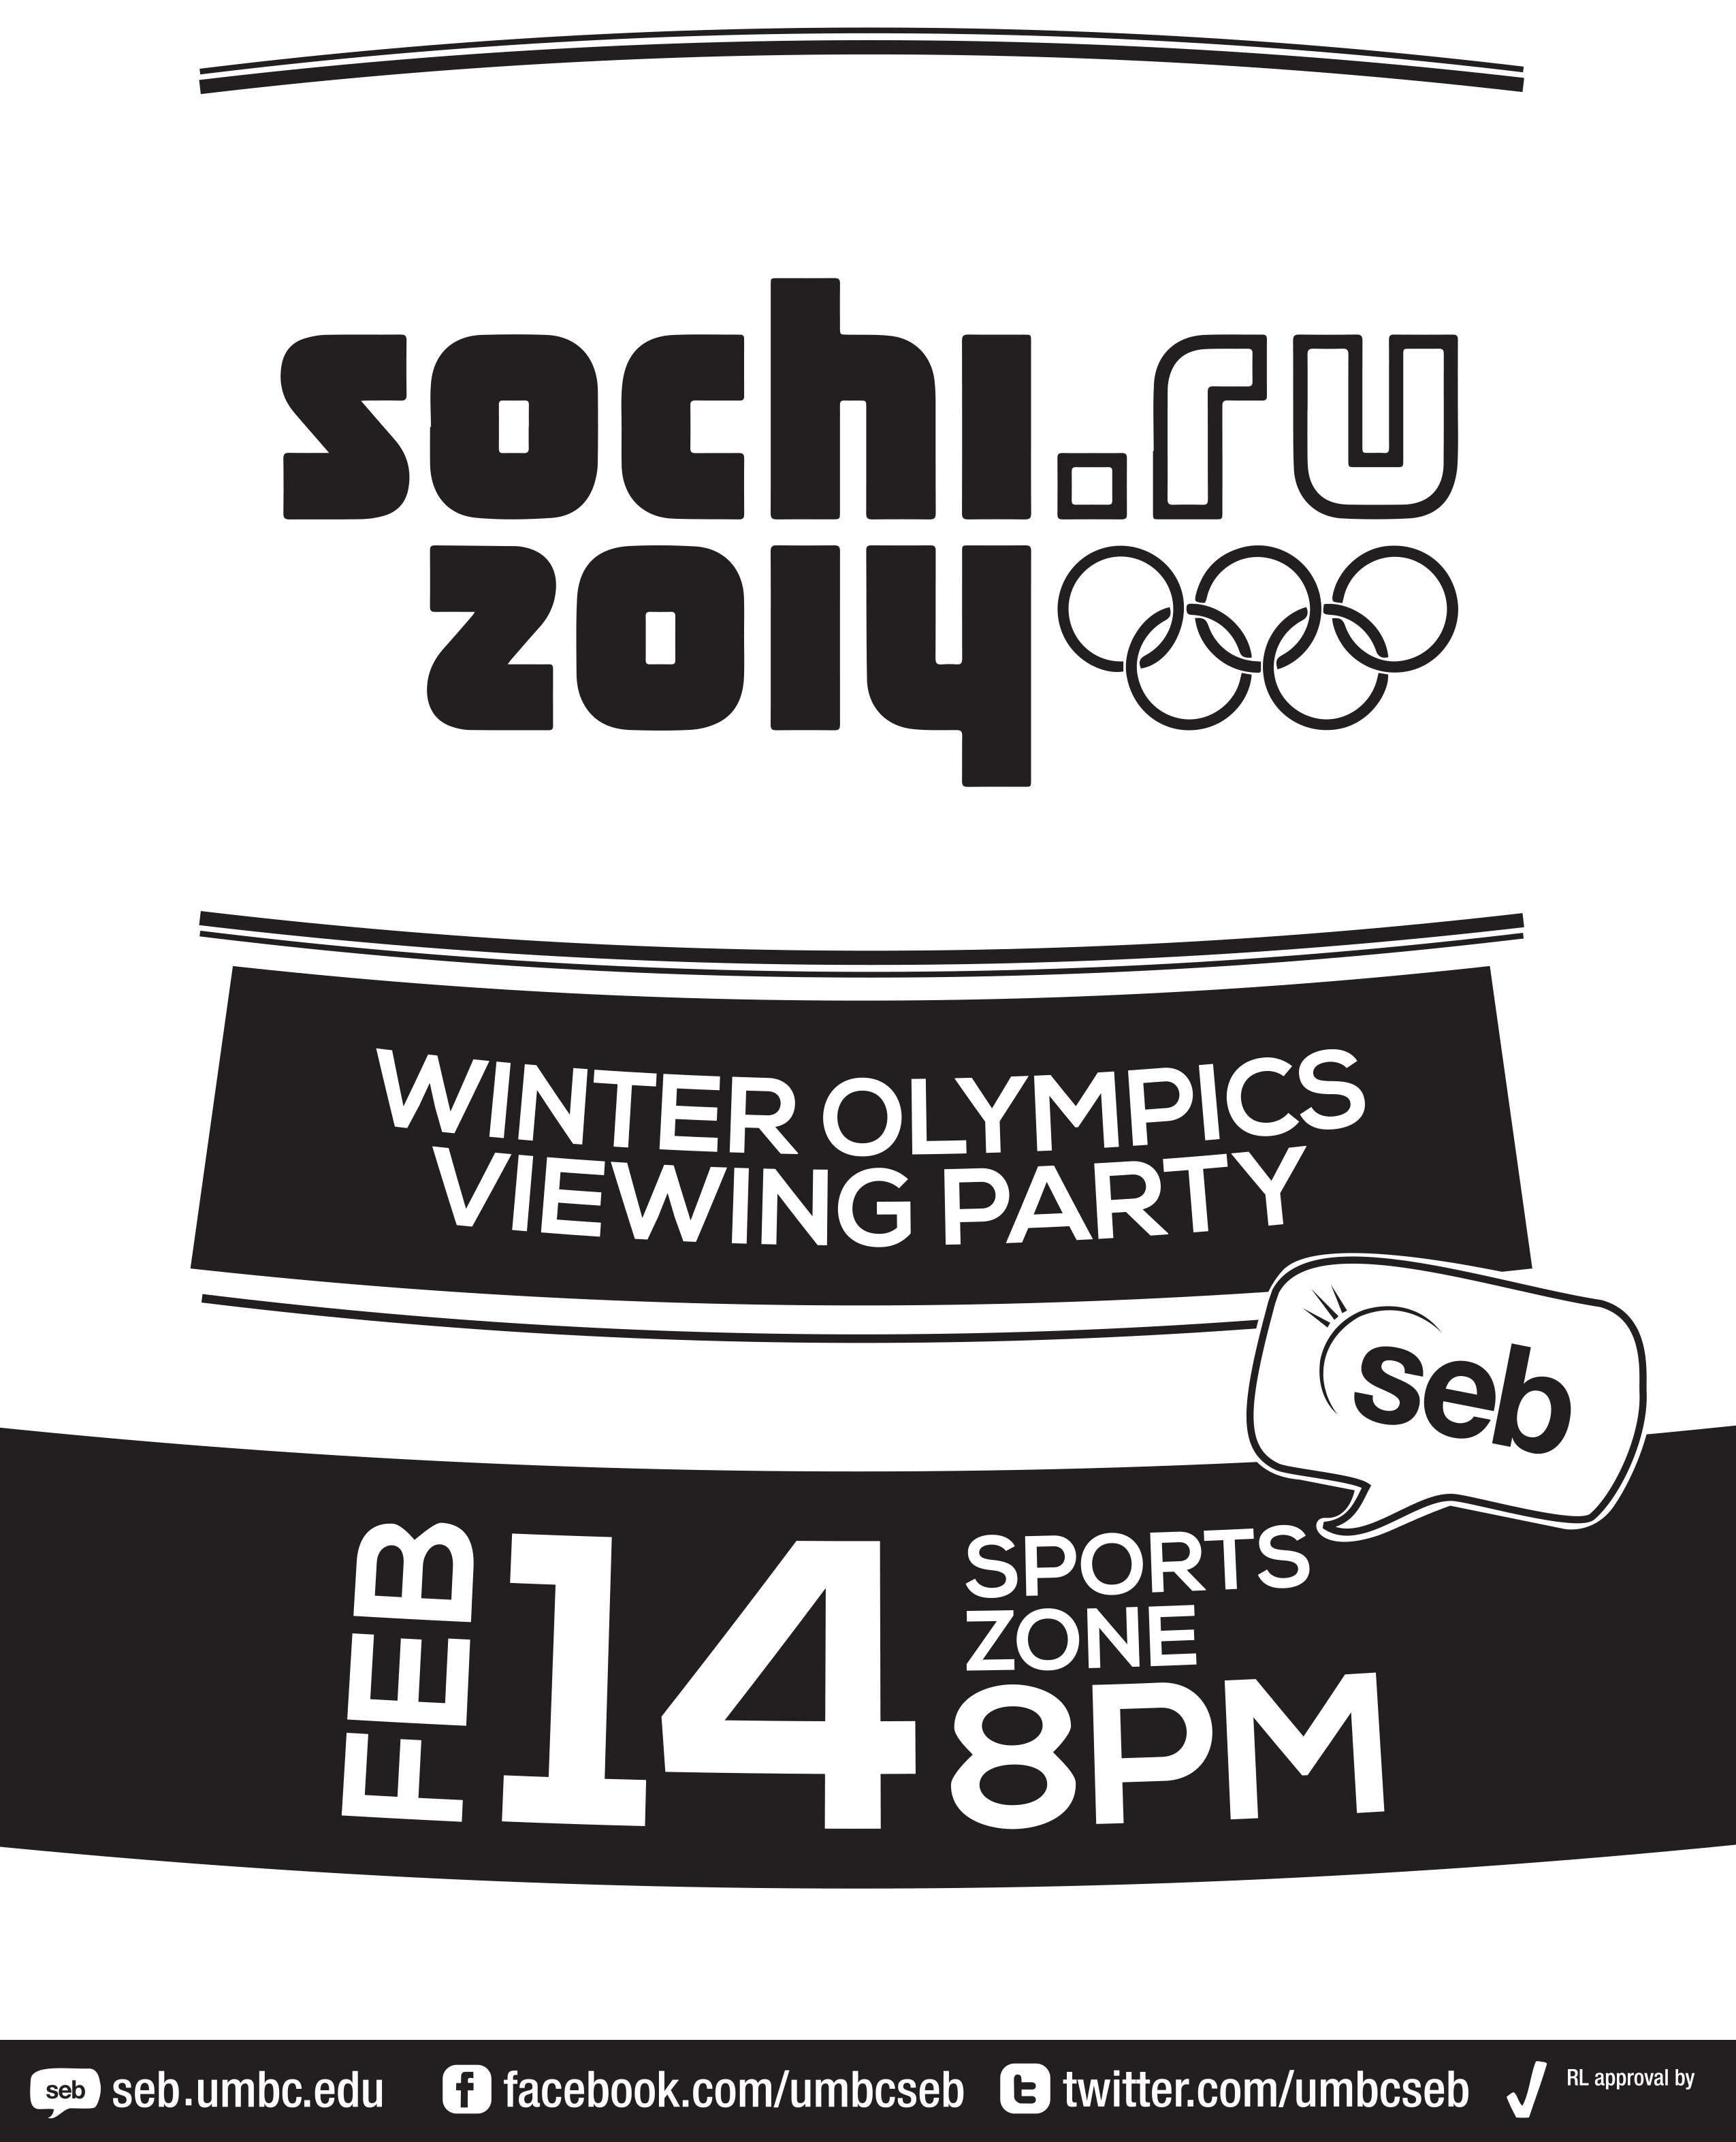 sochi.ru
2014
WINTER OLYMPICS
VIEWING PARTY
seb
FEB 14
SPORTS
ZONE
8PM
seb seb.umbc.edu f facebook.com/umbcseb t twitter.com/umbcseb RL approval by